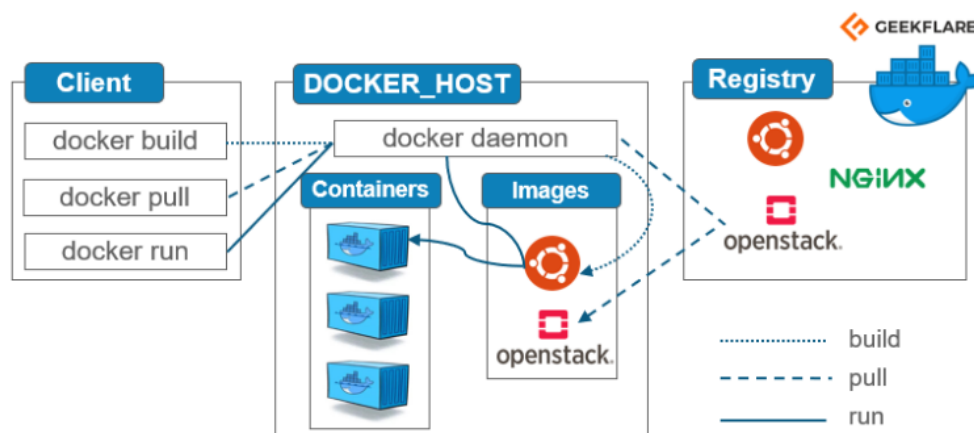 GEEKFLARE
Client
DOCKER_HOST
Registry
docker build
docker daemon
docker pull
Containers
Images
NGiNX
docker run
openstack.
openstack.
build
pull
run